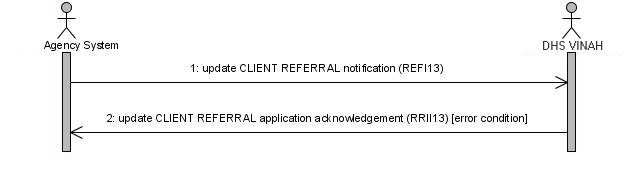 Agency System
DHS VINAH
1: update CLIENT REFERRAL notification (REFI13)
2: update CLIENT REFERRAL application acknowledgement (RRII13) [error condition]